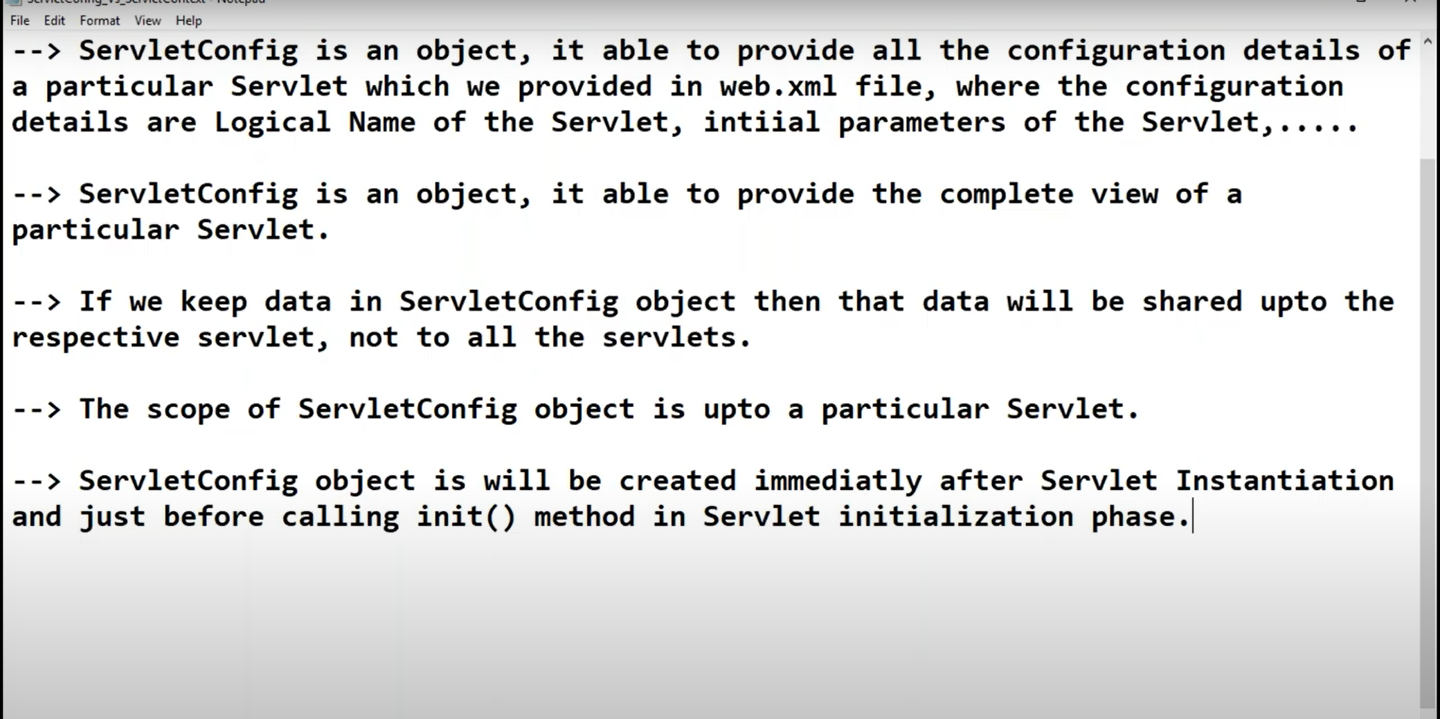 ServletConfig_Vs_ServletContext - Notepad
File Edit Format View Help
--> ServletConfig is an object, it able to provide all the configuration details of
a particular Servlet which we provided in web.xml file, where the configuration
details are Logical Name of the Servlet, intiial parameters of the Servlet,.....
--> ServletConfig is an object, it able to provide the complete view of a
particular Servlet.
--> If we keep data in ServletConfig object then that data will be shared upto the
respective servlet, not to all the servlets.
--> The scope of ServletConfig object is upto a particular Servlet.
--> ServletConfig object is will be created immediatly after Servlet Instantiation
and just before calling init() method in Servlet initialization phase.